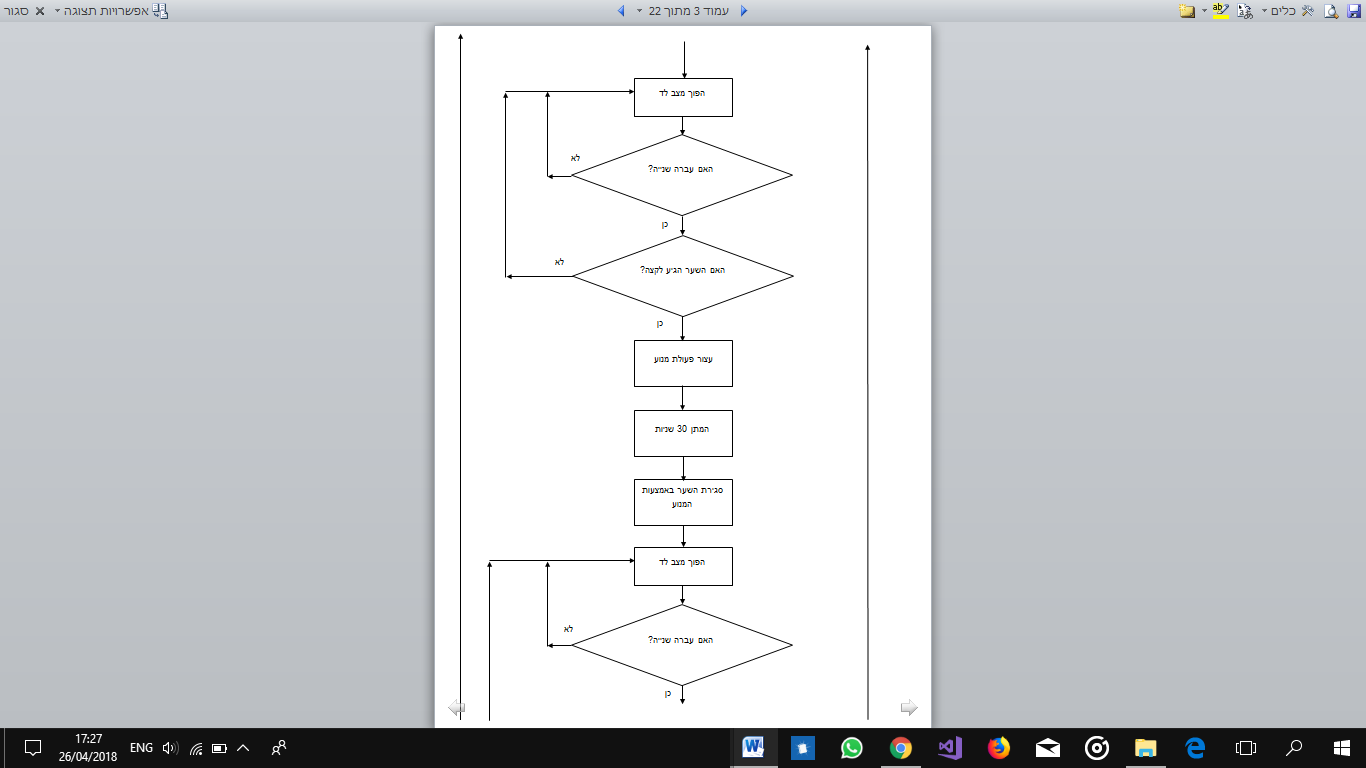 סגור
אפשרויות תצוגה
עמוד 3 מתוך 22
כלים
הפוך מצב לד
לא
האם עברה שנייה?
כן
לא
האם השער הגיע לקצה?
כן
עצור פעולת מנוע
המתן 30 שניות
סגירת השער באמצעות
המנוע
הפוך מצב לד
לא
האם עברה שנייה?
כן
17:27
26/04/2018
ENG